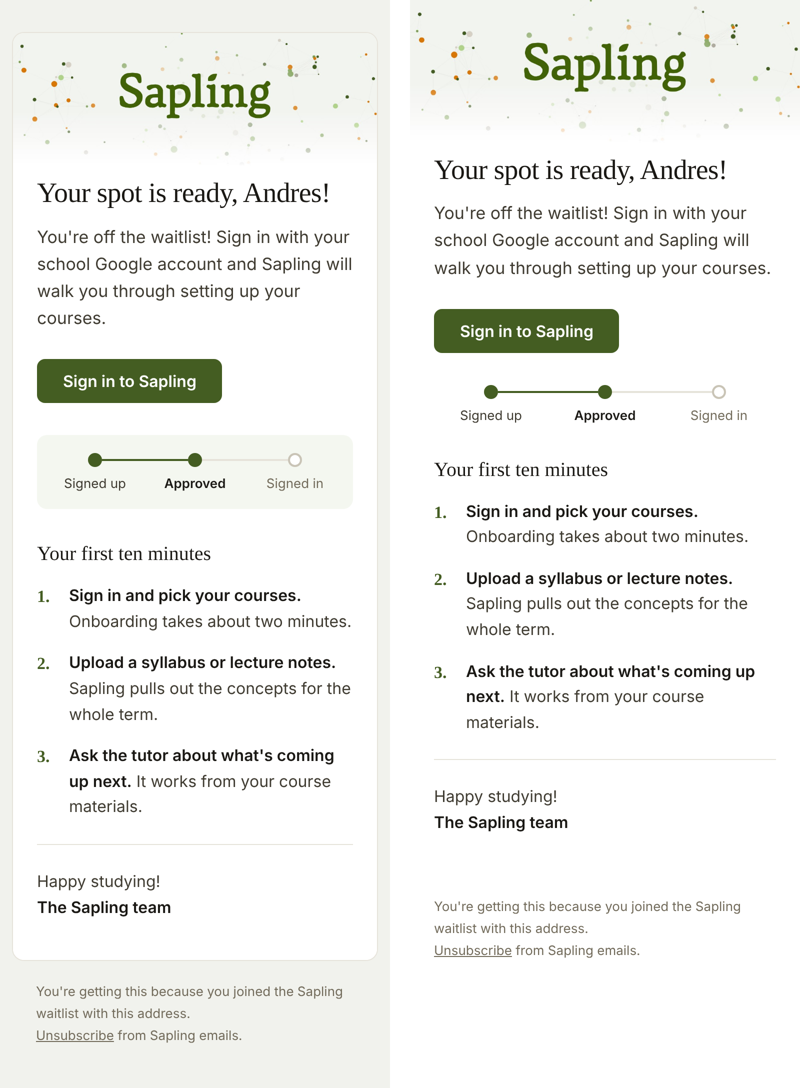 Sapling
Your spot is ready, Andres!
You're off the waitlist! Sign in with your
school Google account and Sapling will
walk you through setting up your
courses.
Sign in to Sapling
Signed up
Approved
Signed in
Your first ten minutes
1. Sign in and pick your courses.
Onboarding takes about two minutes.
2. Upload a syllabus or lecture notes.
Sapling pulls out the concepts for the
whole term.
3. Ask the tutor about what's coming
up next. It works from your course
materials.
Happy studying!
The Sapling team
You're getting this because you joined the Sapling
waitlist with this address.
Unsubscribe from Sapling emails.
Sapling
Your spot is ready, Andres!
You're off the waitlist! Sign in with your
school Google account and Sapling will
walk you through setting up your courses.
Sign in to Sapling
Signed up
Approved
Signed in
Your first ten minutes
1. Sign in and pick your courses.
Onboarding takes about two minutes.
2. Upload a syllabus or lecture notes.
Sapling pulls out the concepts for the
whole term.
3. Ask the tutor about what's coming up
next. It works from your course
materials.
Happy studying!
The Sapling team
You're getting this because you joined the Sapling
waitlist with this address.
Unsubscribe from Sapling emails.